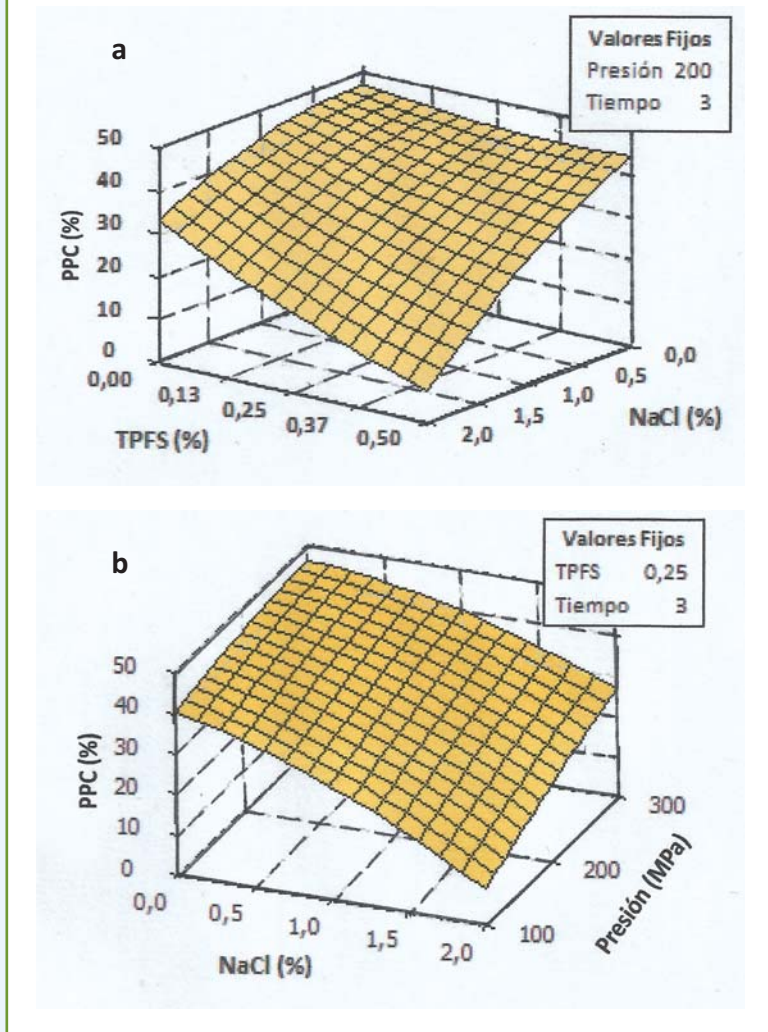 a
Valores Fijos
Presión 200
Tiempo 3
50
40
30
20
10
0
PPC (%)
0,00
0,13
0,25
0,37
0,50
TPFS (%)
2,0
1,5
1,0
0,5
0,0
NaCl (%)
b
Valores Fijos
TPFS 0,25
Tiempo 3
50
40
30
20
10
0
PPC (%)
0,0
0,5
1,0
1,5
2,0
NaCl (%)
100
200
300
Presión (MPa)